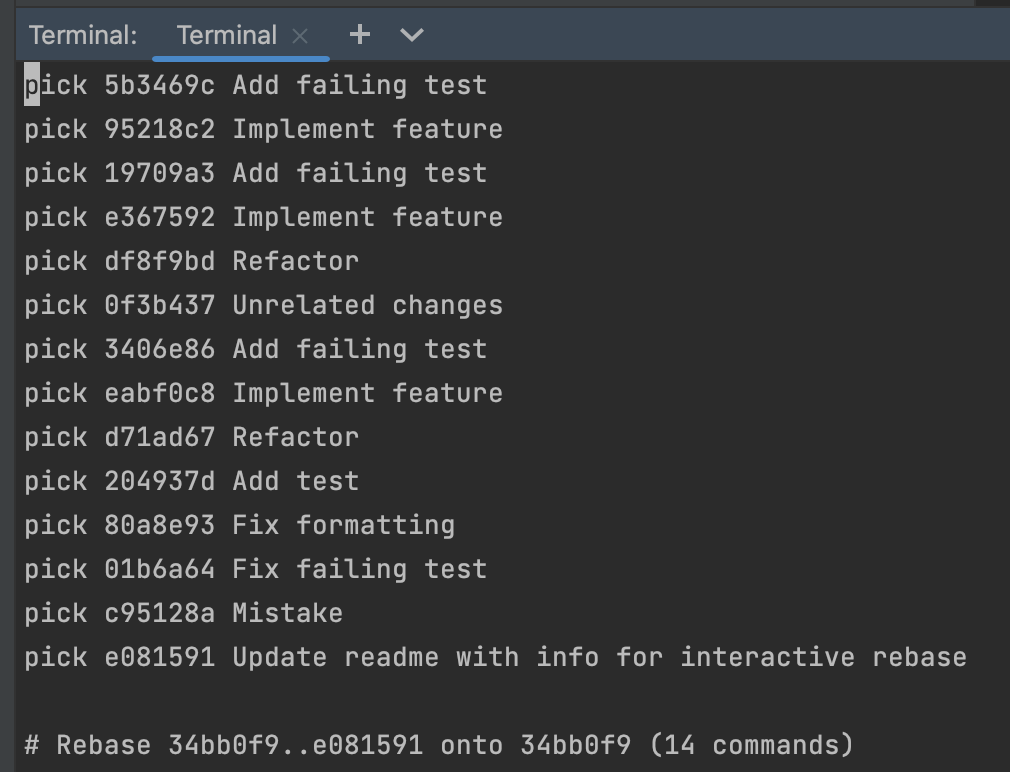 Terminal: Terminal × +
pick 5b3469c Add failing test
pick 95218c2 Implement feature
pick 19709a3 Add failing test
pick e367592 Implement feature
pick df8f9bd Refactor
pick 0f3b437 Unrelated changes
pick 3406e86 Add failing test
pick eabf0c8 Implement feature
pick d71ad67 Refactor
pick 204937d Add test
pick 80a8e93 Fix formatting
pick 01b6a64 Fix failing test
pick c95128a Mistake
pick e081591 Update readme with info for interactive rebase
# Rebase 34bb0f9..e081591 onto 34bb0f9 (14 commands)